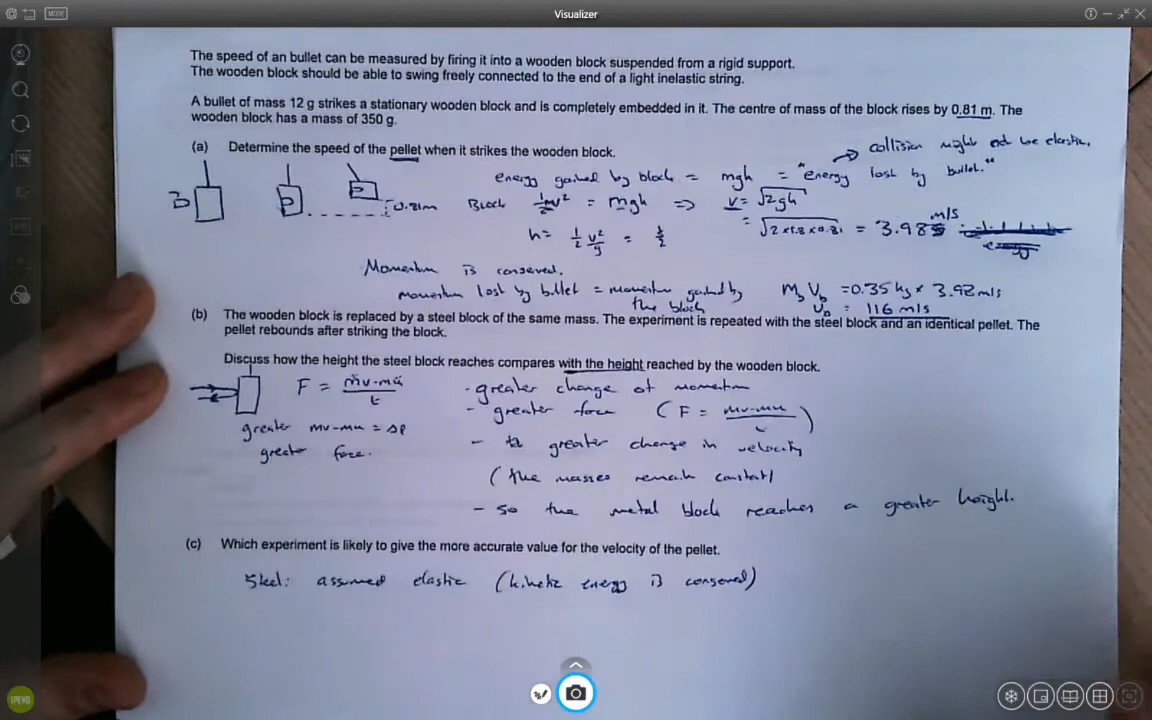 MODE
Visualizer
The speed of an bullet can be measured by firing it into a wooden block suspended from a rigid support.
The wooden block should be able to swing freely connected to the end of a light inelastic string.
A bullet of mass 12 g strikes a stationary wooden block and is completely embedded in it. The centre of mass of the block rises by 0.81 m. The
wooden block has a mass of 350 g.
(a) Determine the speed of the pellet when it strikes the wooden block.
collision might not be elastic.
energy gained by block = mgh = "energy lost by bullet."
0.81m Block ½mv² = mgh ⇒ v = √2gh
= √2×9.8×0.81 = 3.98 m/s
h = ½ v²/g =
Momentum is conserved.
momentum lost by bullet = momentum gained by the block
= 0.35 kg × 3.98 m/s
= 116 m/s
(b) The wooden block is replaced by a steel block of the same mass. The experiment is repeated with the steel block and an identical pellet. The
pellet rebounds after striking the block.
Discuss how the height the steel block reaches compares with the height reached by the wooden block.
F = mv-mu/t
greater mv-mu = Δp
greater force.
- greater change of momentum
- greater force (F = mv-mu/t)
- greater change in velocity
(the masses remain constant)
- so the metal block reaches a greater height.
(c) Which experiment is likely to give the more accurate value for the velocity of the pellet.
Steel: assumed elastic (kinetic energy is conserved)
IPEVO